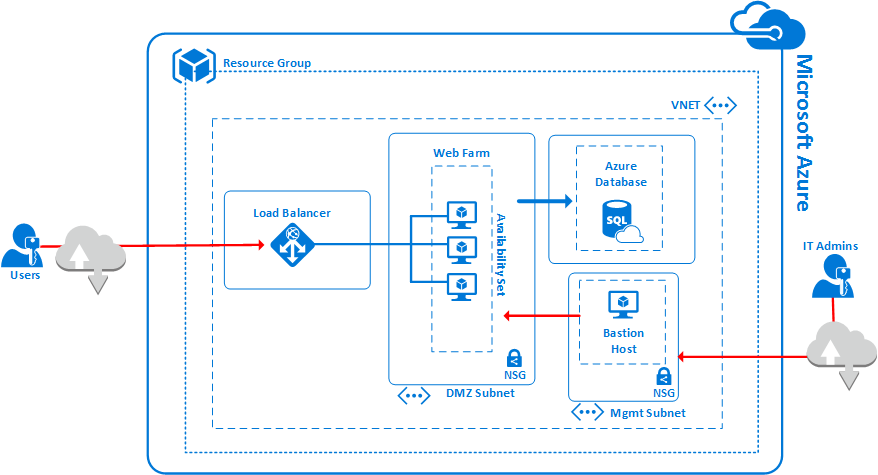 Microsoft Azure
Resource Group
VNET
Web Farm
Azure
Database
SQL
Load Balancer
Availability Set
Users
IT Admins
Bastion
Host
NSG
NSG
DMZ Subnet
Mgmt Subnet